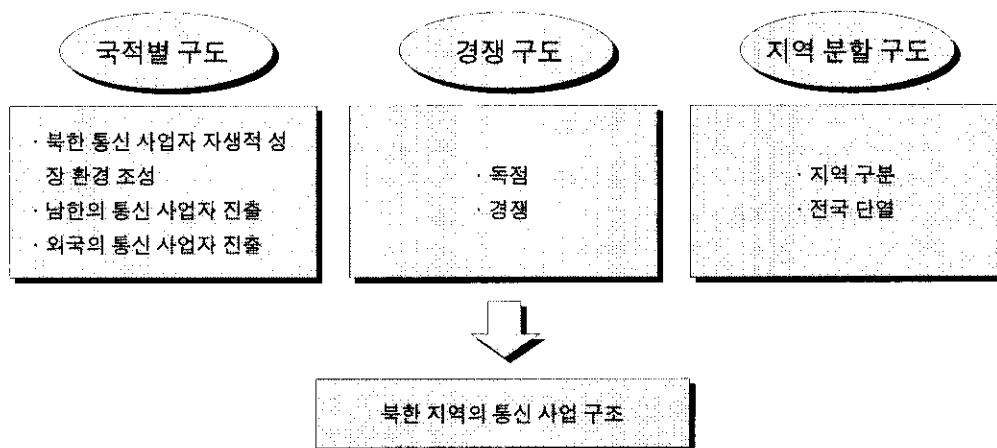 국적별 구도
경쟁 구도
지역 분할 구도
· 북한 통신 사업자 자생적 성
장 환경 조성
· 남한의 통신 사업자 진출
· 외국의 통신 사업자 진출
· 독점
· 경쟁
· 지역 구분
· 전국 단열
북한 지역의 통신 사업 구조